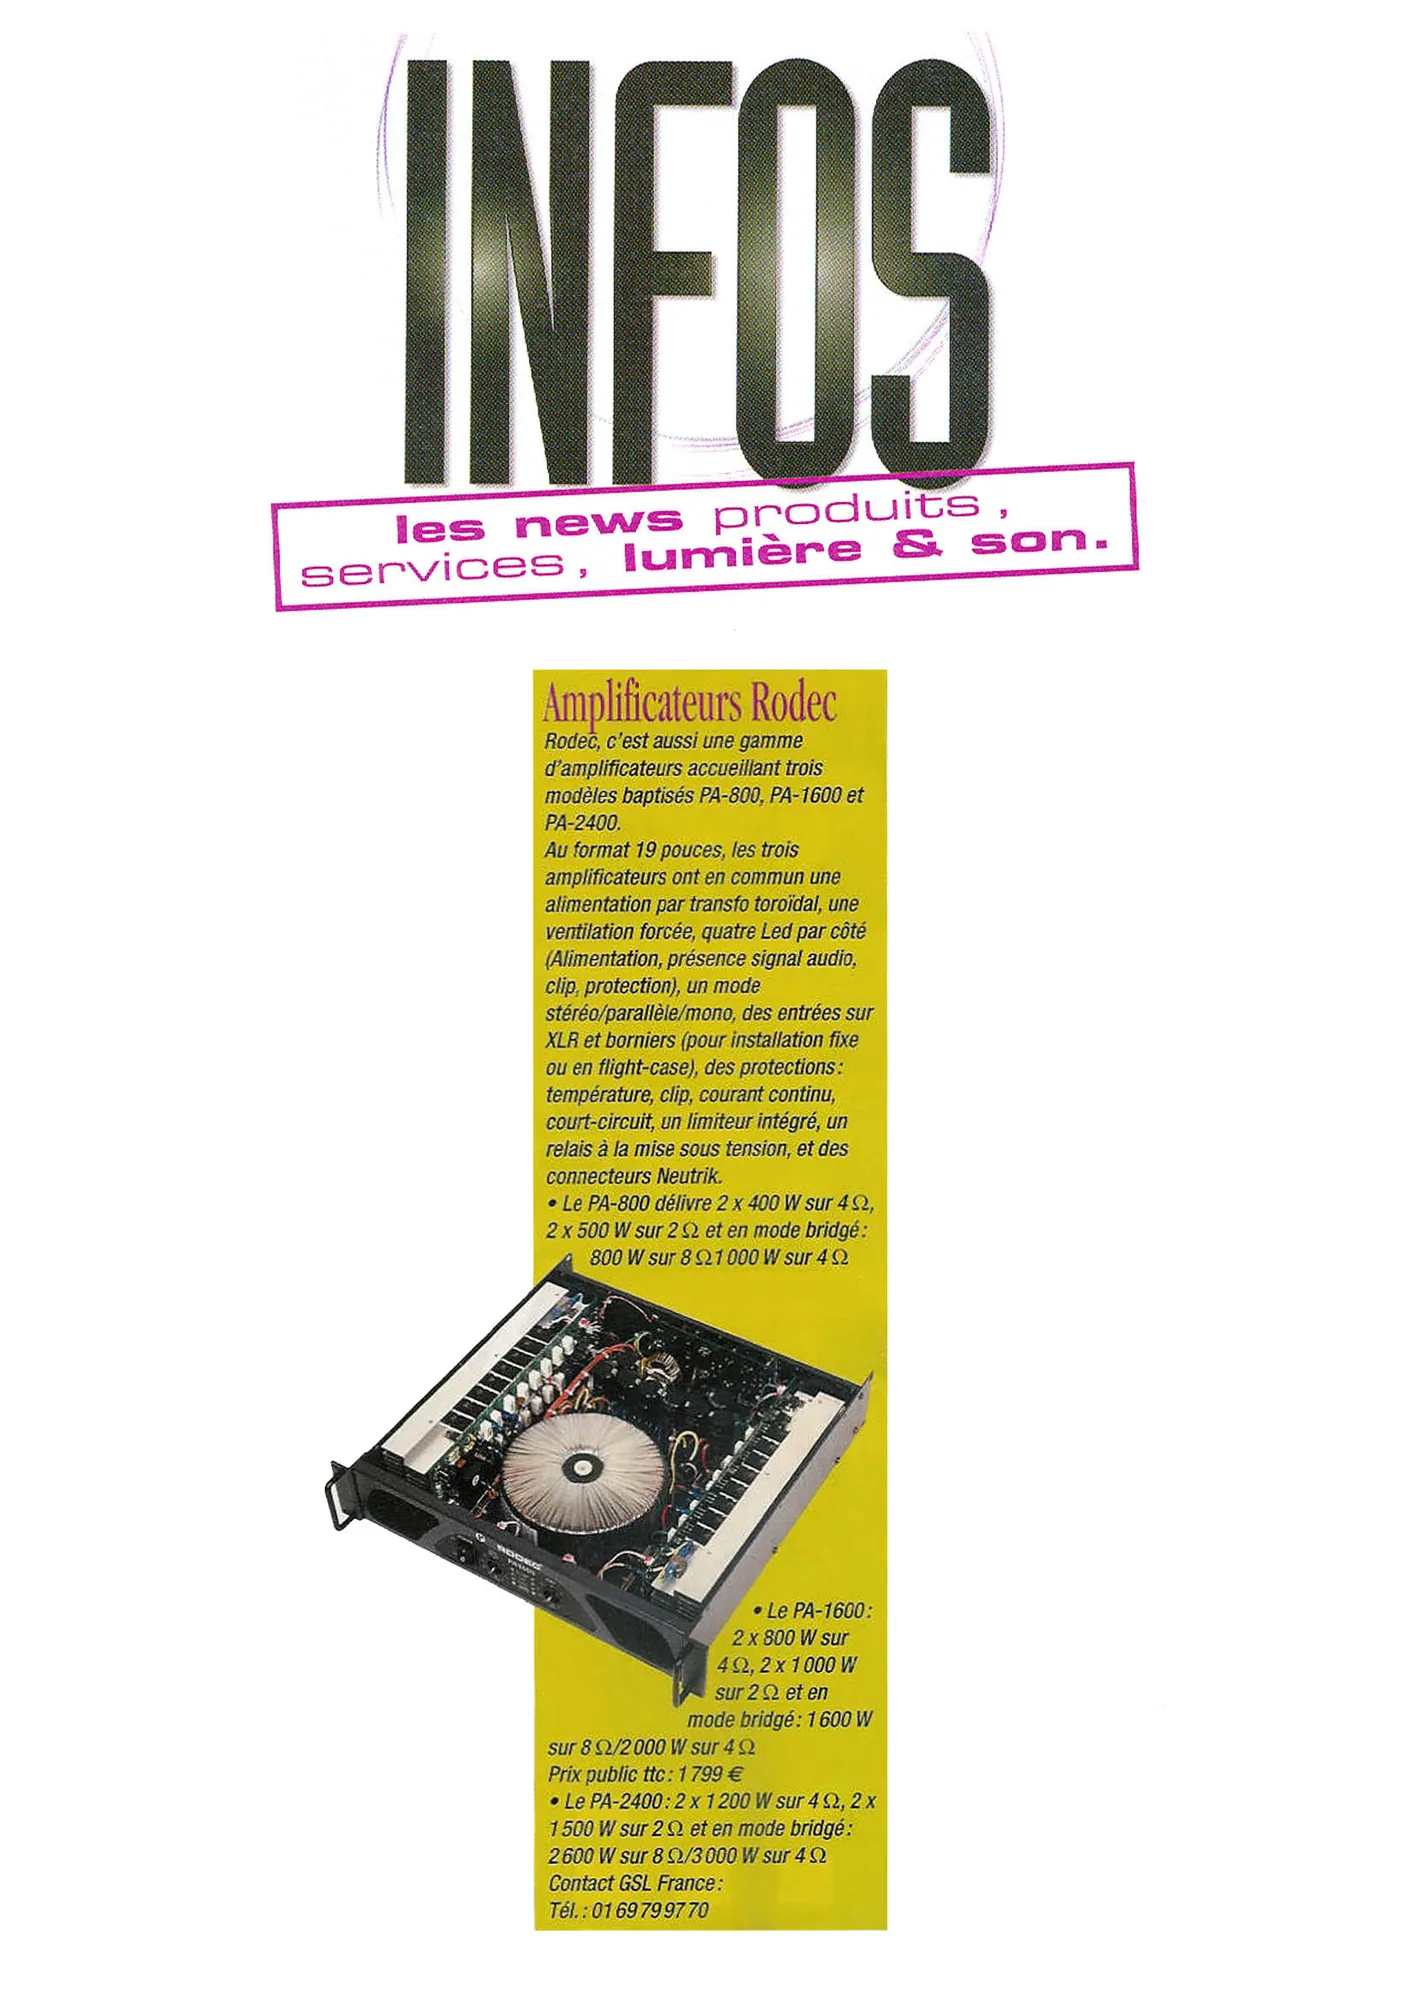 INFOS
les news produits,
services, lumière & son.
Amplificateurs Rodec
Rodec, c'est aussi une gamme
d'amplificateurs accueillant trois
modèles baptisés PA-800, PA-1600 et
PA-2400.
Au format 19 pouces, les trois
amplificateurs ont en commun une
alimentation par transfo toroïdal, une
ventilation forcée, quatre Led par côté
(Alimentation, présence signal audio,
clip, protection), un mode
stéréo/parallèle/mono, des entrées sur
XLR et borniers (pour installation fixe
ou en flight-case), des protections :
température, clip, courant continu,
court-circuit, un limiteur intégré, un
relais à la mise sous tension, et des
connecteurs Neutrik.
• Le PA-800 délivre 2 x 400 W sur 4 Ω,
2 x 500 W sur 2 Ω et en mode bridgé :
800 W sur 8 Ω 1 000 W sur 4 Ω
RODEC
• Le PA-1600 :
2 x 800 W sur
4 Ω, 2 x 1 000 W
sur 2 Ω et en
mode bridgé : 1 600 W
sur 8 Ω/2 000 W sur 4 Ω
Prix public ttc : 1 799 €
• Le PA-2400 : 2 x 1 200 W sur 4 Ω, 2 x
1 500 W sur 2 Ω et en mode bridgé :
2 600 W sur 8 Ω/3 000 W sur 4 Ω
Contact GSL France :
Tél. : 01 69 79 97 70